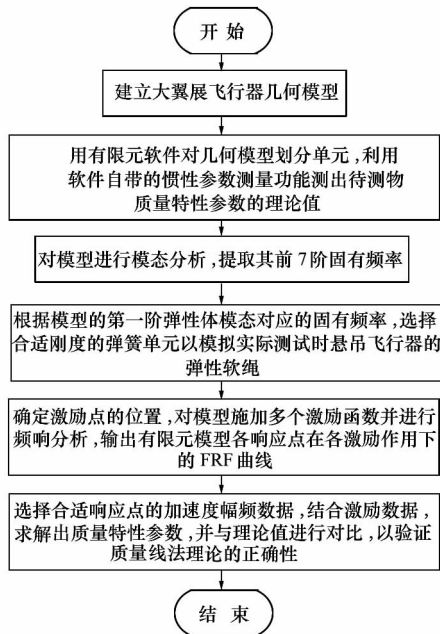 开 始
建立大翼展飞行器几何模型
用有限元软件对几何模型划分单元,利用
软件自带的惯性参数测量功能测出待测物
质量特性参数的理论值
对模型进行模态分析,提取其前7阶固有频率
根据模型的第一阶弹性体模态对应的固有频率,选择
合适刚度的弹簧单元以模拟实际测试时悬吊飞行器的
弹性软绳
确定激励点的位置,对模型施加多个激励函数并进行
频响分析,输出有限元模型各响应点在各激励作用下
的FRF曲线
选择合适响应点的加速度幅频数据,结合激励数据,
求解出质量特性参数,并与理论值进行对比,以验证
质量线法理论的正确性
结 束